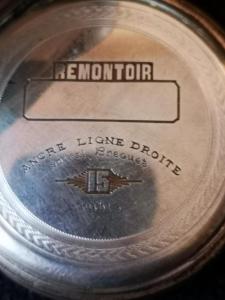 REMONTOIR
ANCRE LIGNE DROITE
Spiral Breguet
15